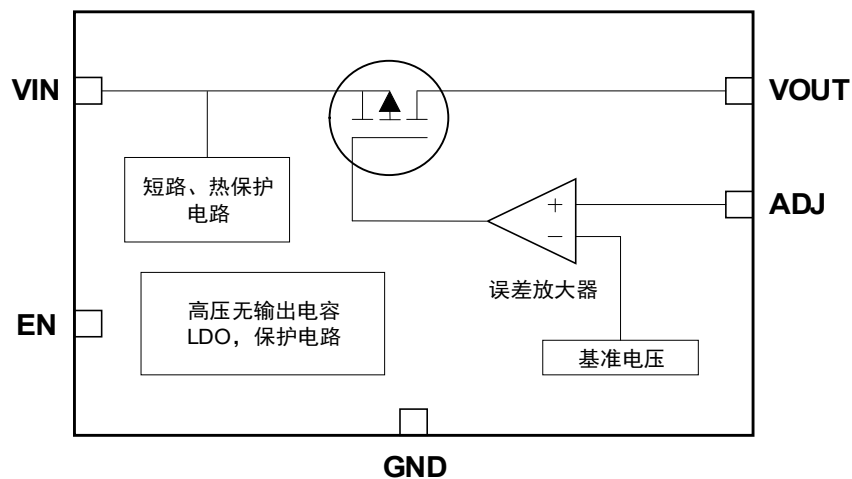 VIN
VOUT
短路、热保护
电路
ADJ
+
−
误差放大器
高压无输出电容
LDO，保护电路
EN
基准电压
GND